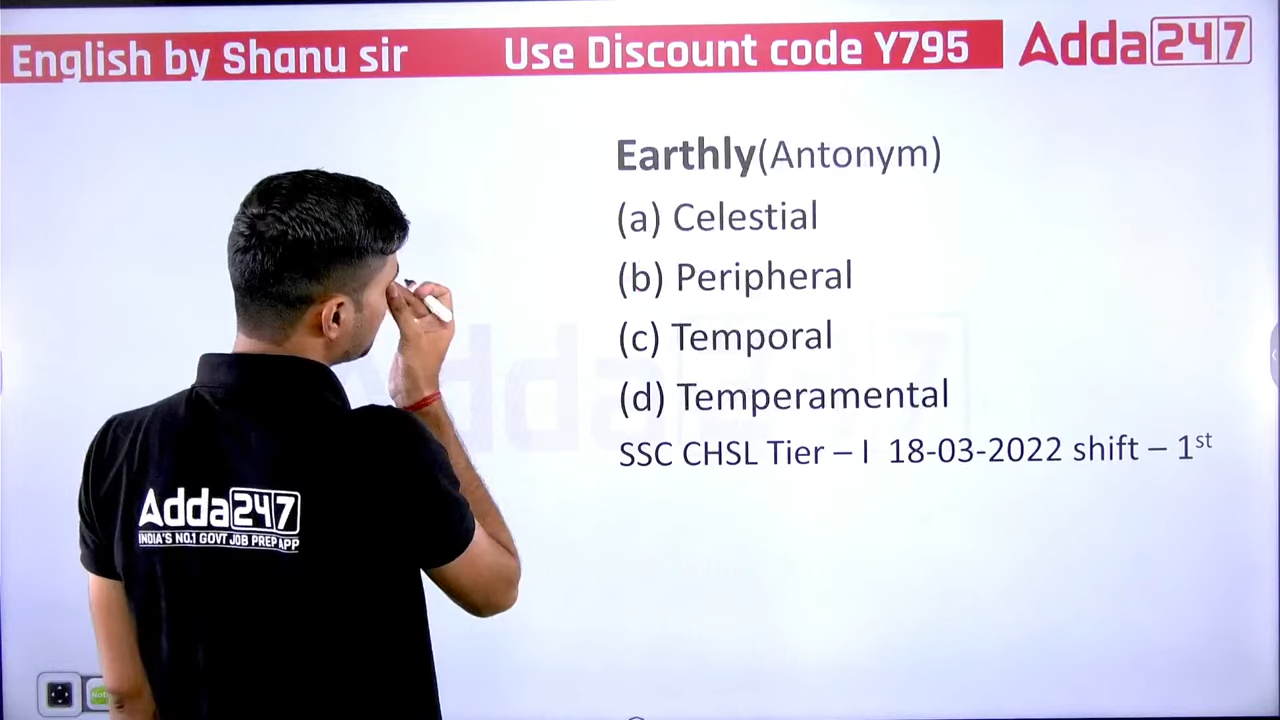 English by Shanu sir Use Discount code Y795 Adda247
Earthly(Antonym)
(a) Celestial
(b) Peripheral
(c) Temporal
(d) Temperamental
SSC CHSL Tier – I 18-03-2022 shift – 1st
Adda247
Adda247
INDIA'S NO.1 GOVT JOB PREP APP